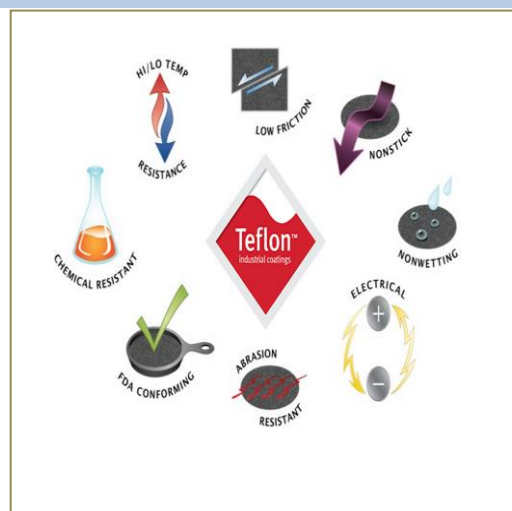 HI/LO TEMP
RESISTANCE
LOW FRICTION
NONSTICK
NONWETTING
ELECTRICAL
ABRASION
RESISTANT
FDA CONFORMING
CHEMICAL RESISTANT
Teflon™
industrial coatings